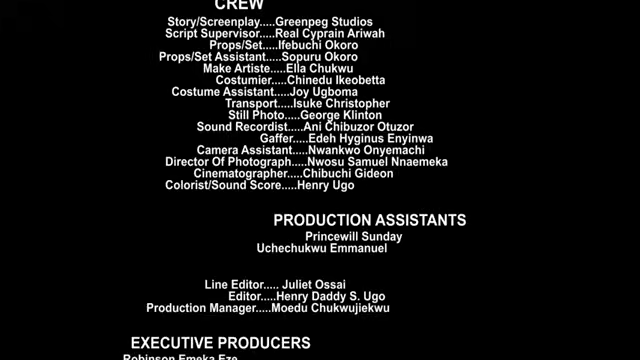 CREW
Story/Screenplay.....Greenpeg Studios
Script Supervisor.....Real Cyprain Ariwah
Props/Set.....Ifebuchi Okoro
Props/Set Assistant.....Sopuru Okoro
Make Artiste.....Ella Chukwu
Costumier.....Chinedu Ikeobetta
Costume Assistant.....Joy Ugboma
Transport.....Isuke Christopher
Still Photo.....George Klinton
Sound Recordist.....Ani Chibuzor Otuzor
Gaffer.....Edeh Hyginus Enyinwa
Camera Assistant.....Nwankwo Onyemachi
Director Of Photograph.....Nwosu Samuel Nnaemeka
Cinematographer.....Chibuchi Gideon
Colorist/Sound Score.....Henry Ugo
PRODUCTION ASSISTANTS
Princewill Sunday
Uchechukwu Emmanuel
Line Editor..... Juliet Ossai
Editor.....Henry Daddy S. Ugo
Production Manager.....Moedu Chukwujiekwu
EXECUTIVE PRODUCERS
Robinson Emeka Eze